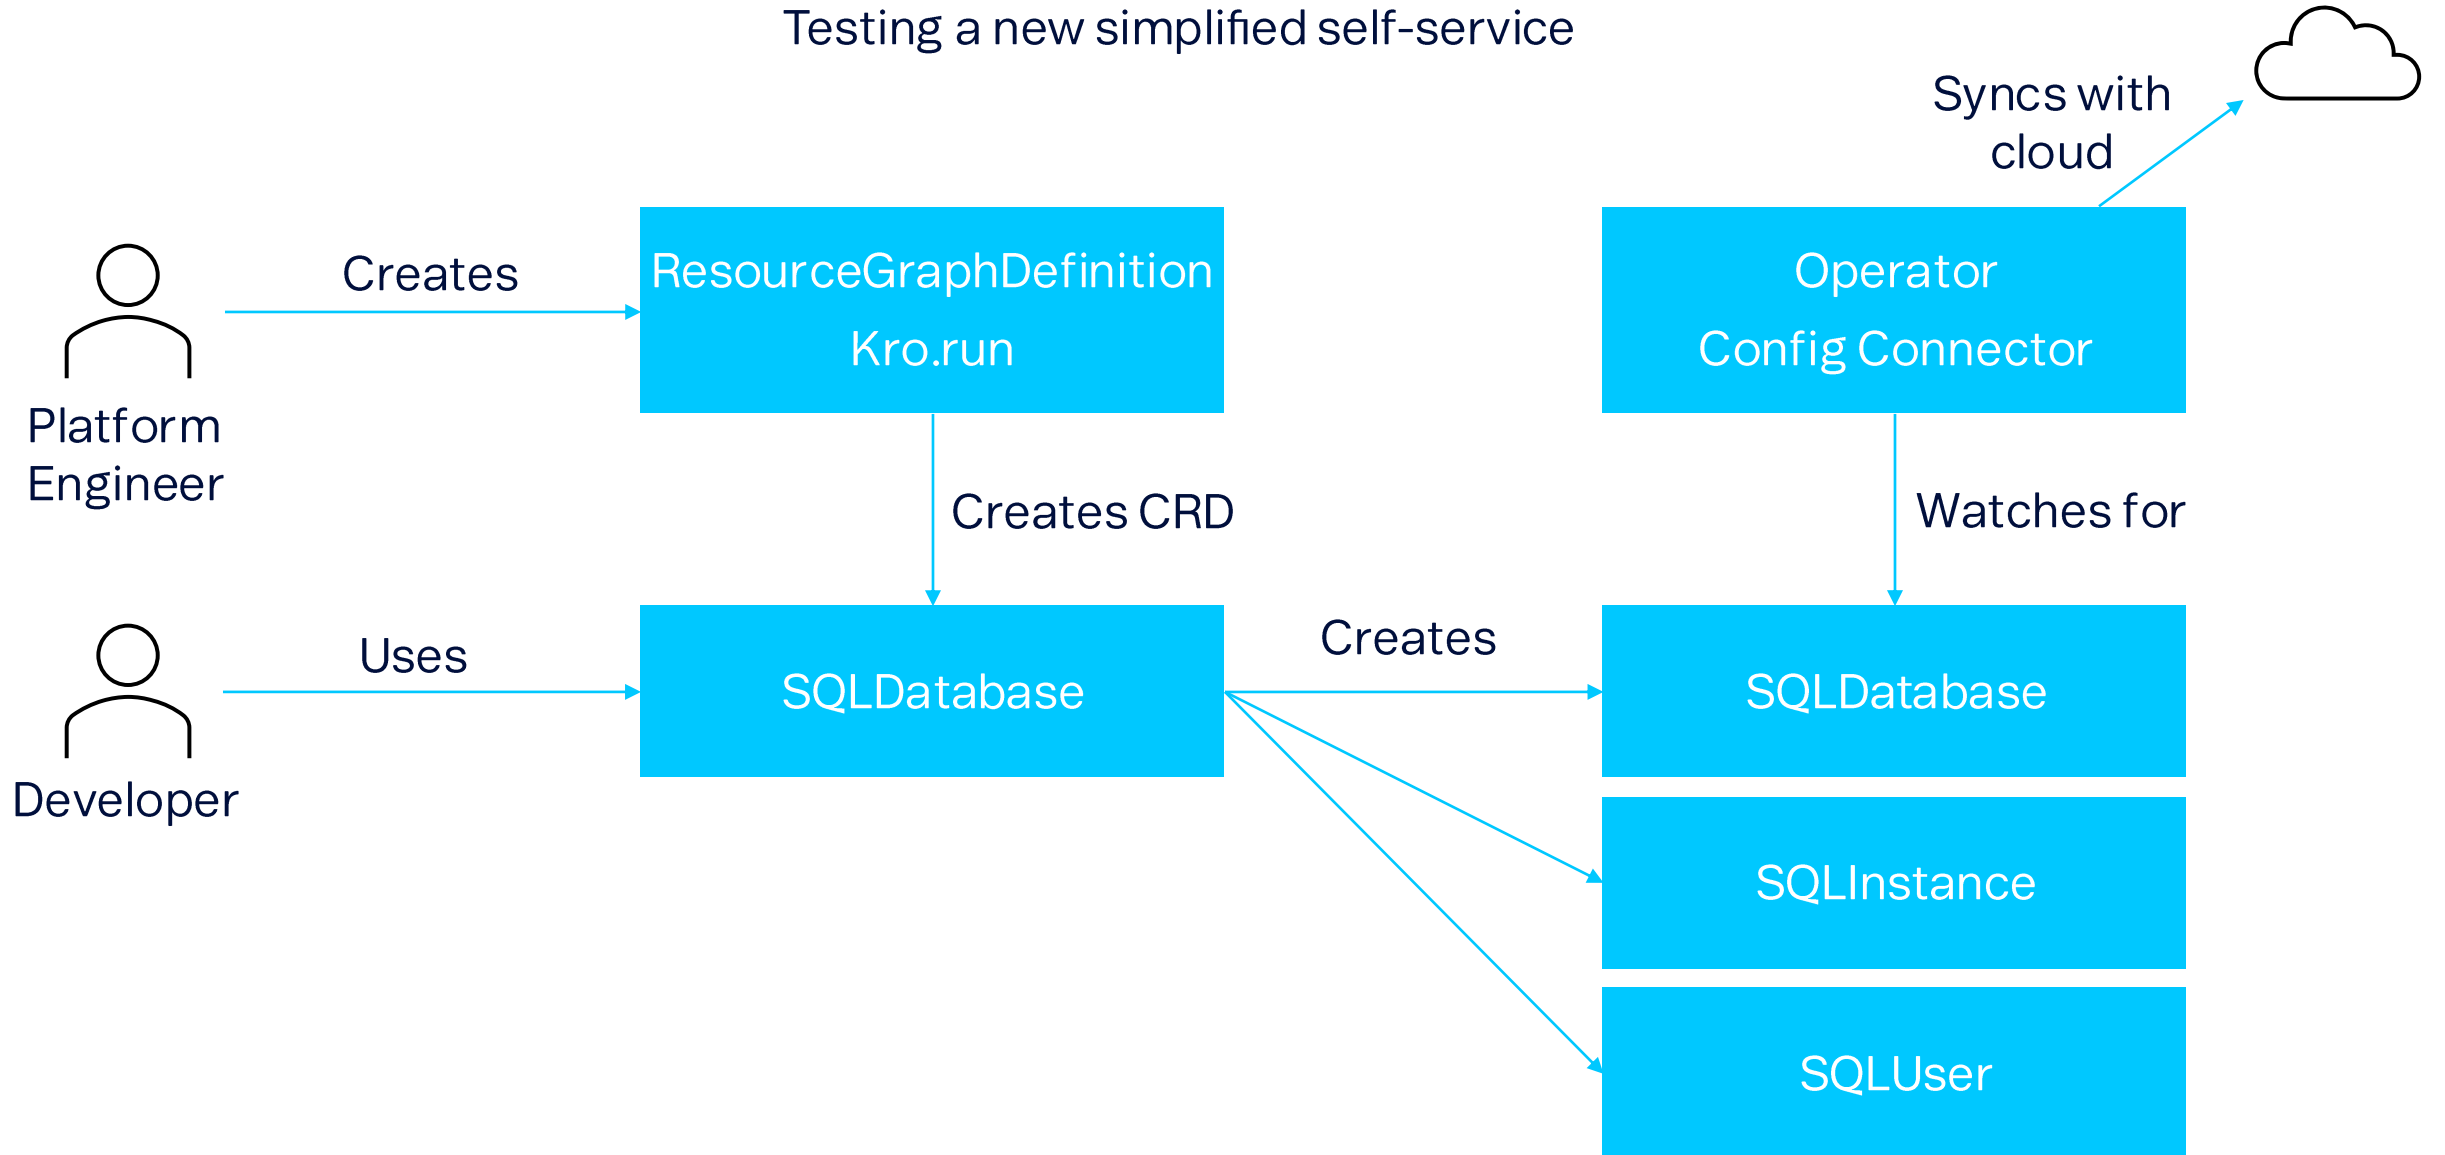 Testing a new simplified self-service
Syncs with
cloud
Creates
ResourceGraphDefinition
Kro.run
Operator
Config Connector
Platform
Engineer
Creates CRD
Watches for
Uses
SQLDatabase
Creates
SQLDatabase
Developer
SQLInstance
SQLUser